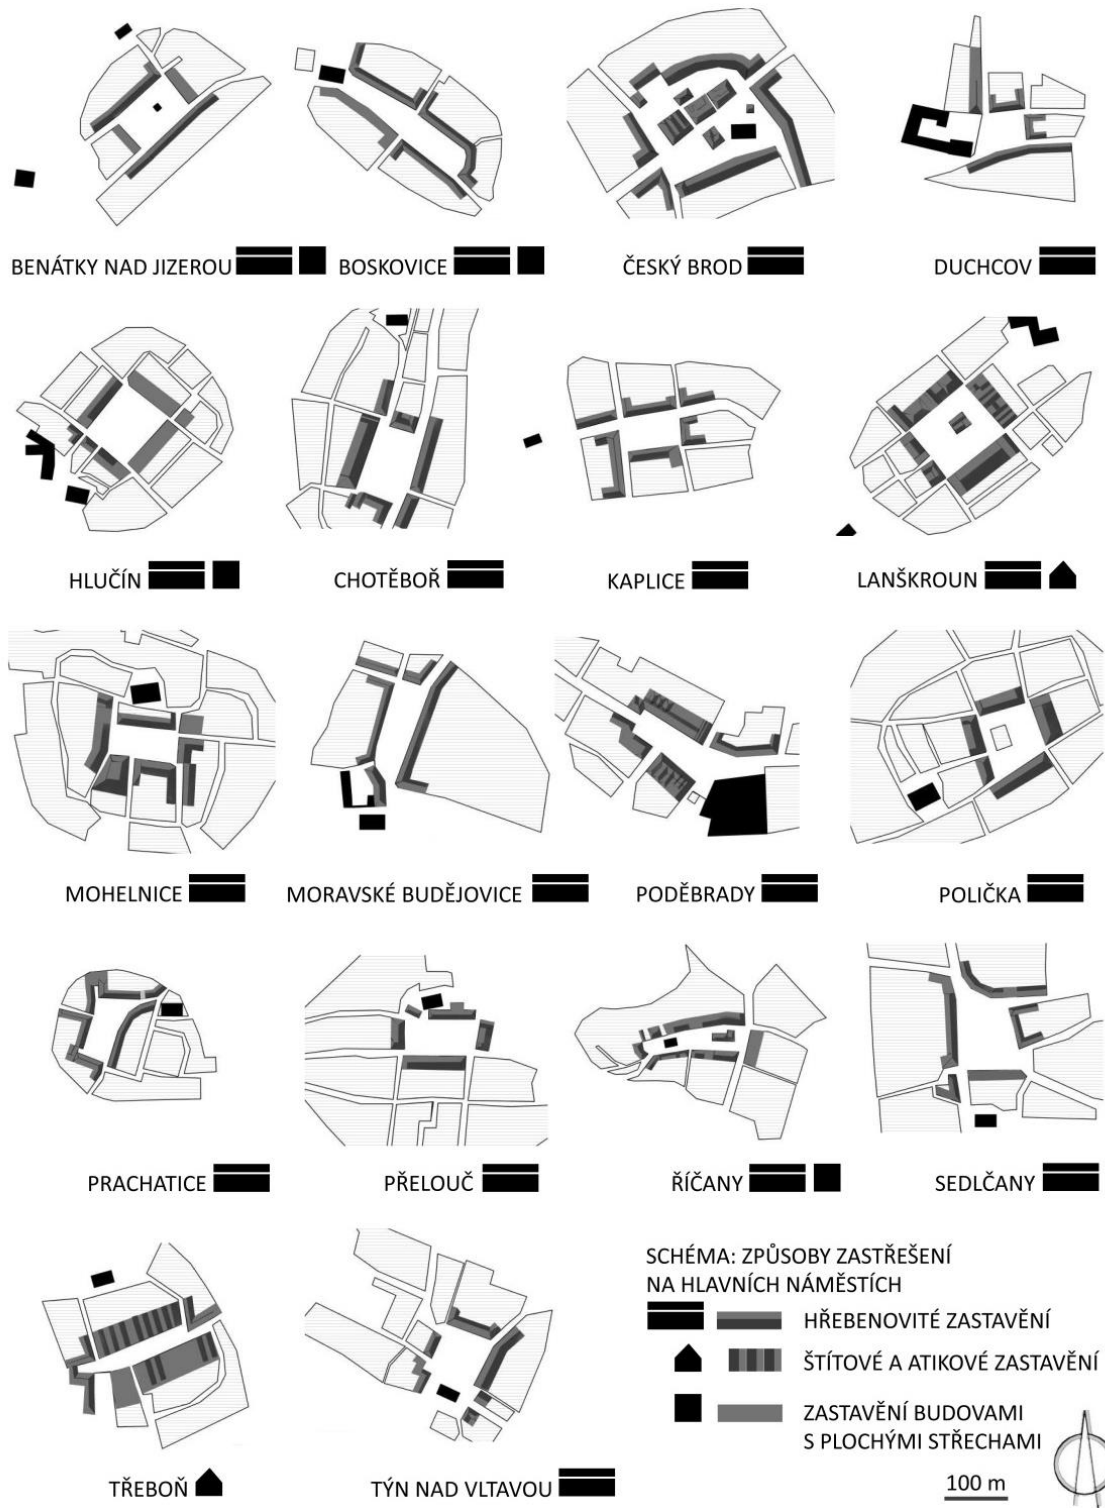 BENÁTKY NAD JIZEROU
BOSKOVICE
ČESKÝ BROD
DUCHCOV
HLUČÍN
CHOTĚBOŘ
KAPLICE
LANŠKROUN
MOHELNICE
MORAVSKÉ BUDĚJOVICE
PODĚBRADY
POLIČKA
PRACHATICE
PŘELOUČ
ŘÍČANY
SEDLČANY
TŘEBOŇ
TÝN NAD VLTAVOU
SCHÉMA: ZPŮSOBY ZASTŘEŠENÍ
NA HLAVNÍCH NÁMĚSTÍCH
HŘEBENOVITÉ ZASTAVĚNÍ
ŠTÍTOVÉ A ATIKOVÉ ZASTAVĚNÍ
ZASTAVĚNÍ BUDOVAMI
S PLOCHÝMI STŘECHAMI
100 m